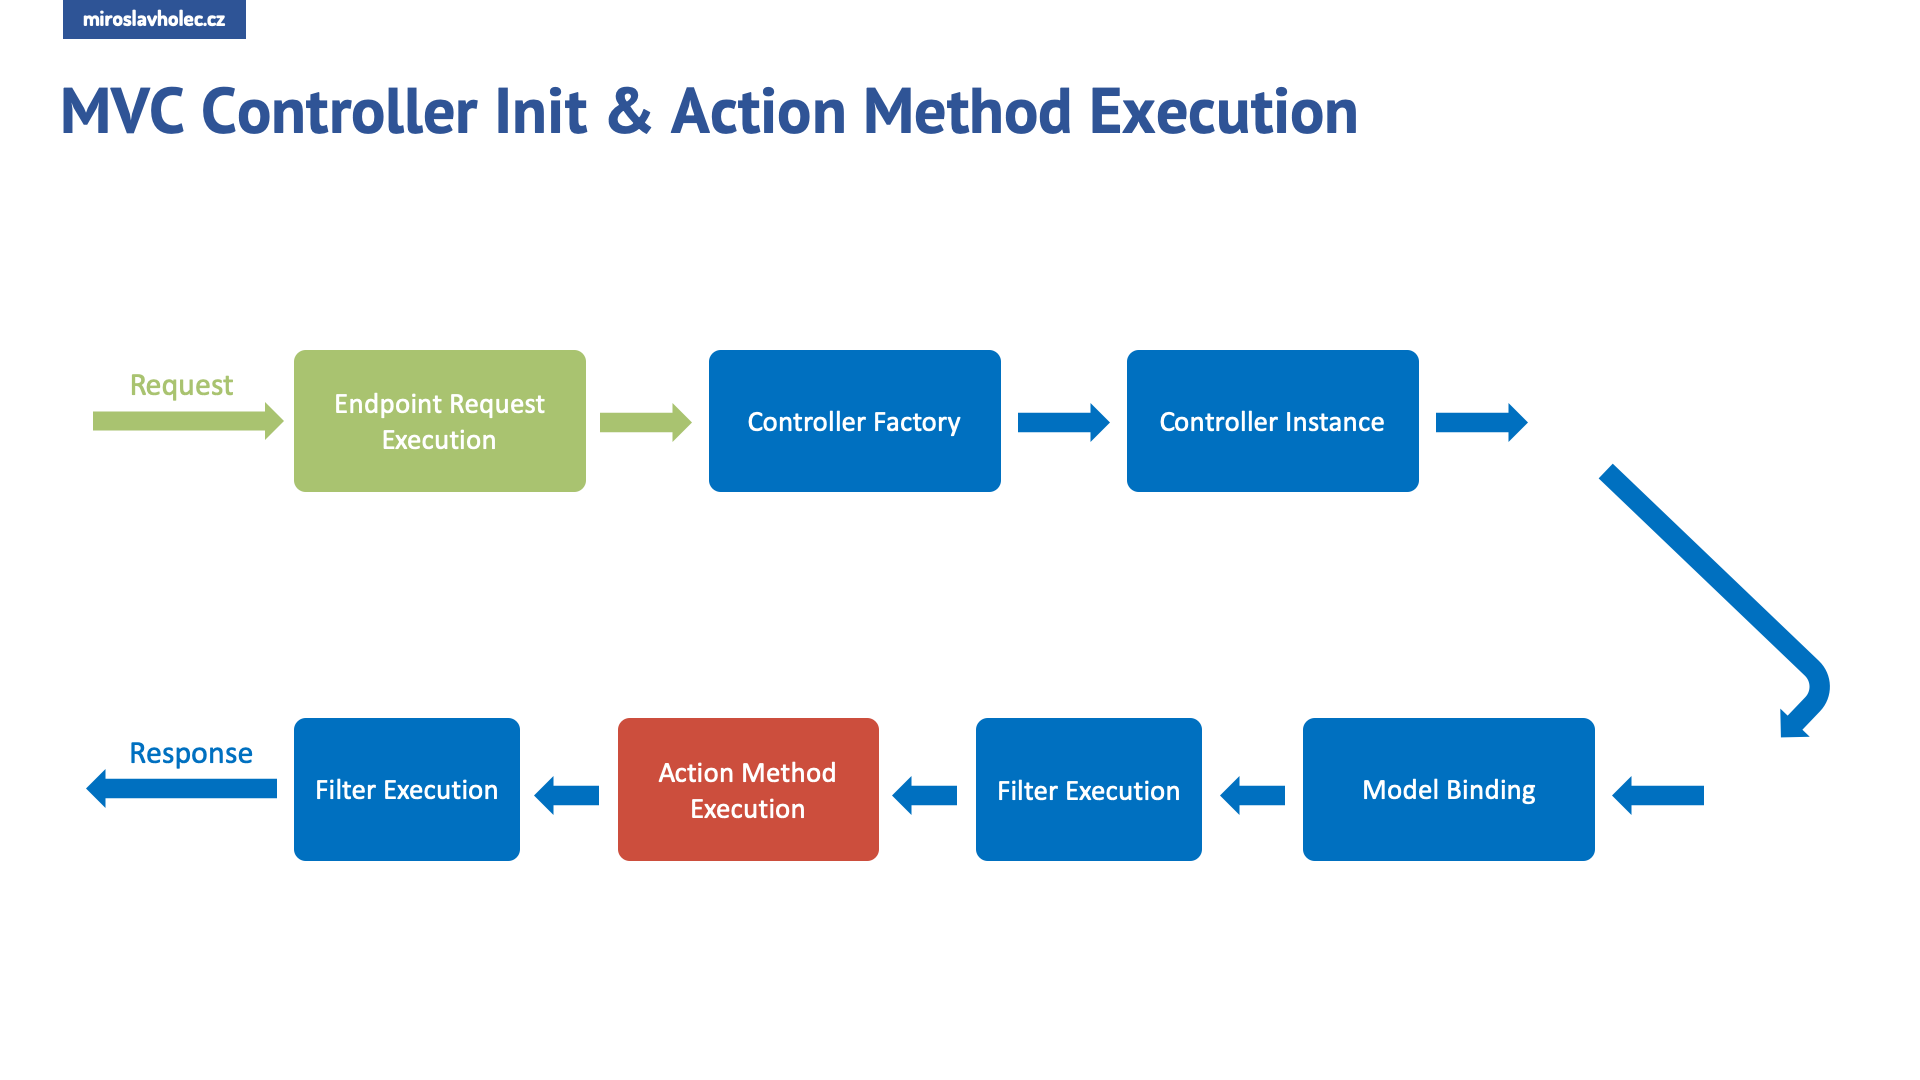 miroslavholec.cz
MVC Controller Init & Action Method Execution
Request
Endpoint Request
Execution
Controller Factory
Controller Instance
Response
Filter Execution
Action Method
Execution
Filter Execution
Model Binding